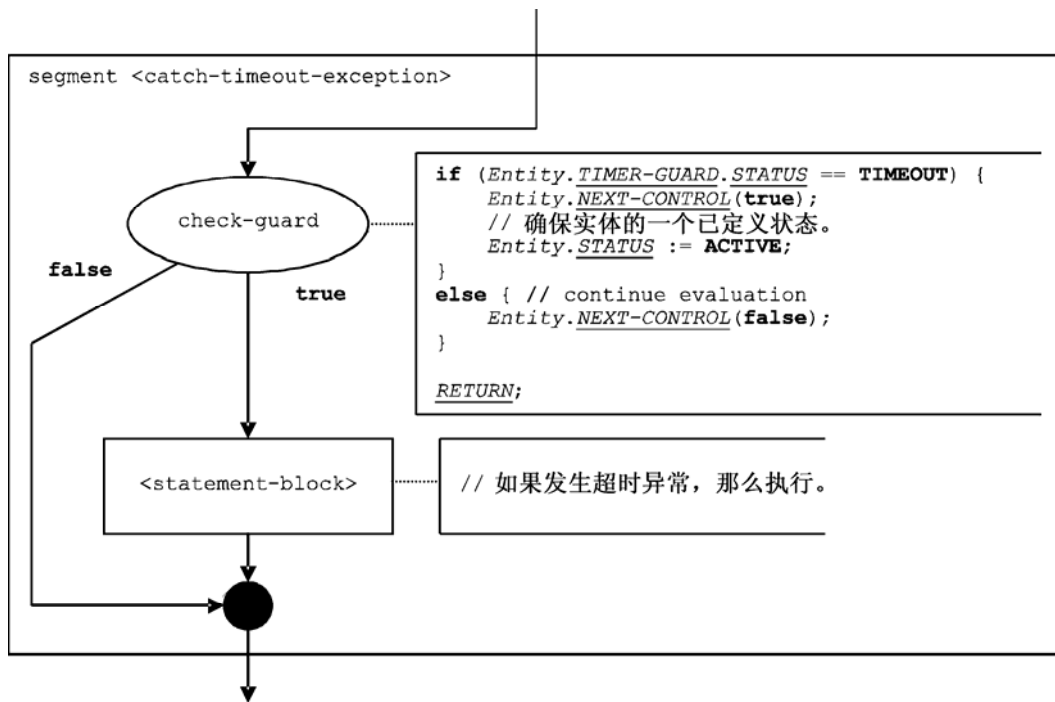 segment <catch-timeout-exception>
check-guard
false
true
if (Entity.TIMER-GUARD.STATUS == TIMEOUT) {
Entity.NEXT-CONTROL(true);
// 确保实体的一个已定义状态。
Entity.STATUS := ACTIVE;
}
else { // continue evaluation
Entity.NEXT-CONTROL(false);
}
RETURN;
<statement-block>
// 如果发生超时异常，那么执行。